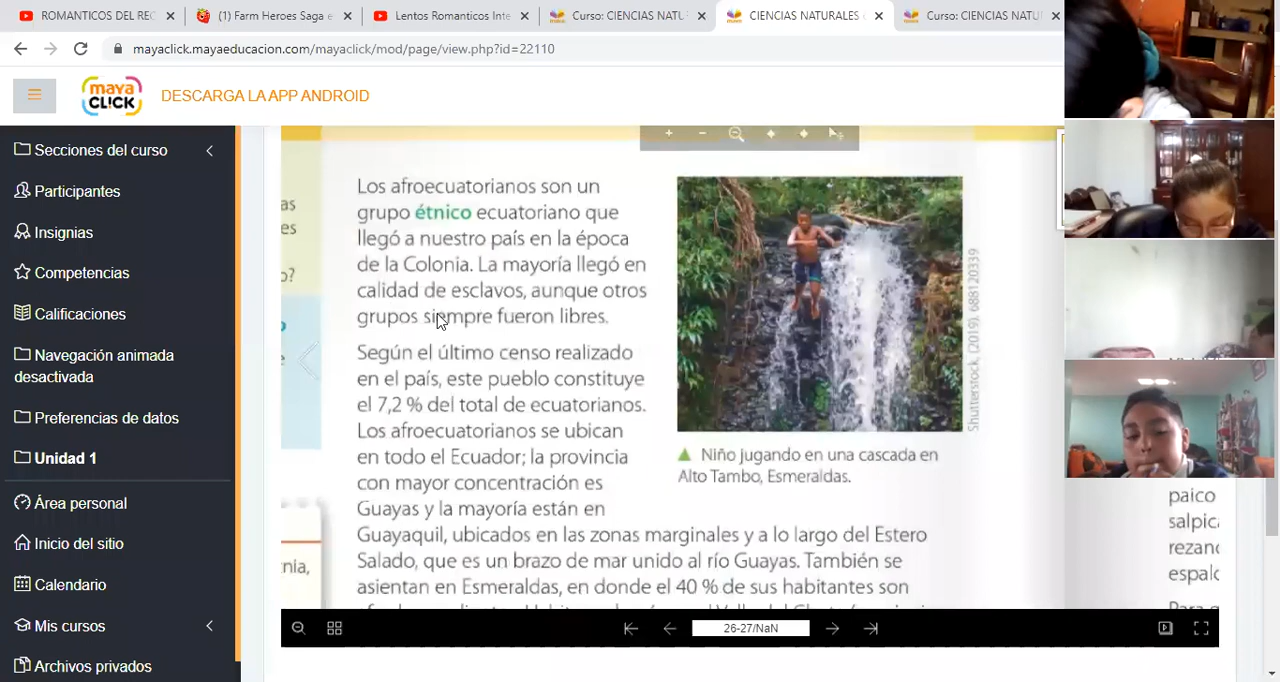 ROMANTICOS DEL REC
(1) Farm Heroes Saga e
Lentos Romanticos Inte
Curso: CIENCIAS NATU
CIENCIAS NATURALES
Curso: CIENCIAS NATU
mayaclick.mayaeducacion.com/mayaclick/mod/page/view.php?id=22110
maya
CL!CK
DESCARGA LA APP ANDROID
Secciones del curso
Participantes
Insignias
Competencias
Calificaciones
Navegación animada
desactivada
Preferencias de datos
Unidad 1
Área personal
Inicio del sitio
Calendario
Mis cursos
Archivos privados
as
es
o?
nia,
Los afroecuatorianos son un
grupo étnico ecuatoriano que
llegó a nuestro país en la época
de la Colonia. La mayoría llegó en
calidad de esclavos, aunque otros
grupos siempre fueron libres.
Según el último censo realizado
en el país, este pueblo constituye
el 7,2 % del total de ecuatorianos.
Los afroecuatorianos se ubican
en todo el Ecuador; la provincia
con mayor concentración es
Guayas y la mayoría están en
Guayaquil, ubicados en las zonas marginales y a lo largo del Estero
Salado, que es un brazo de mar unido al río Guayas. También se
asientan en Esmeraldas, en donde el 40 % de sus habitantes son
Shutterstock, (2019). 688120339
Niño jugando en una cascada en
Alto Tambo, Esmeraldas.
paico
salpica
rezand
espald
26-27/NaN